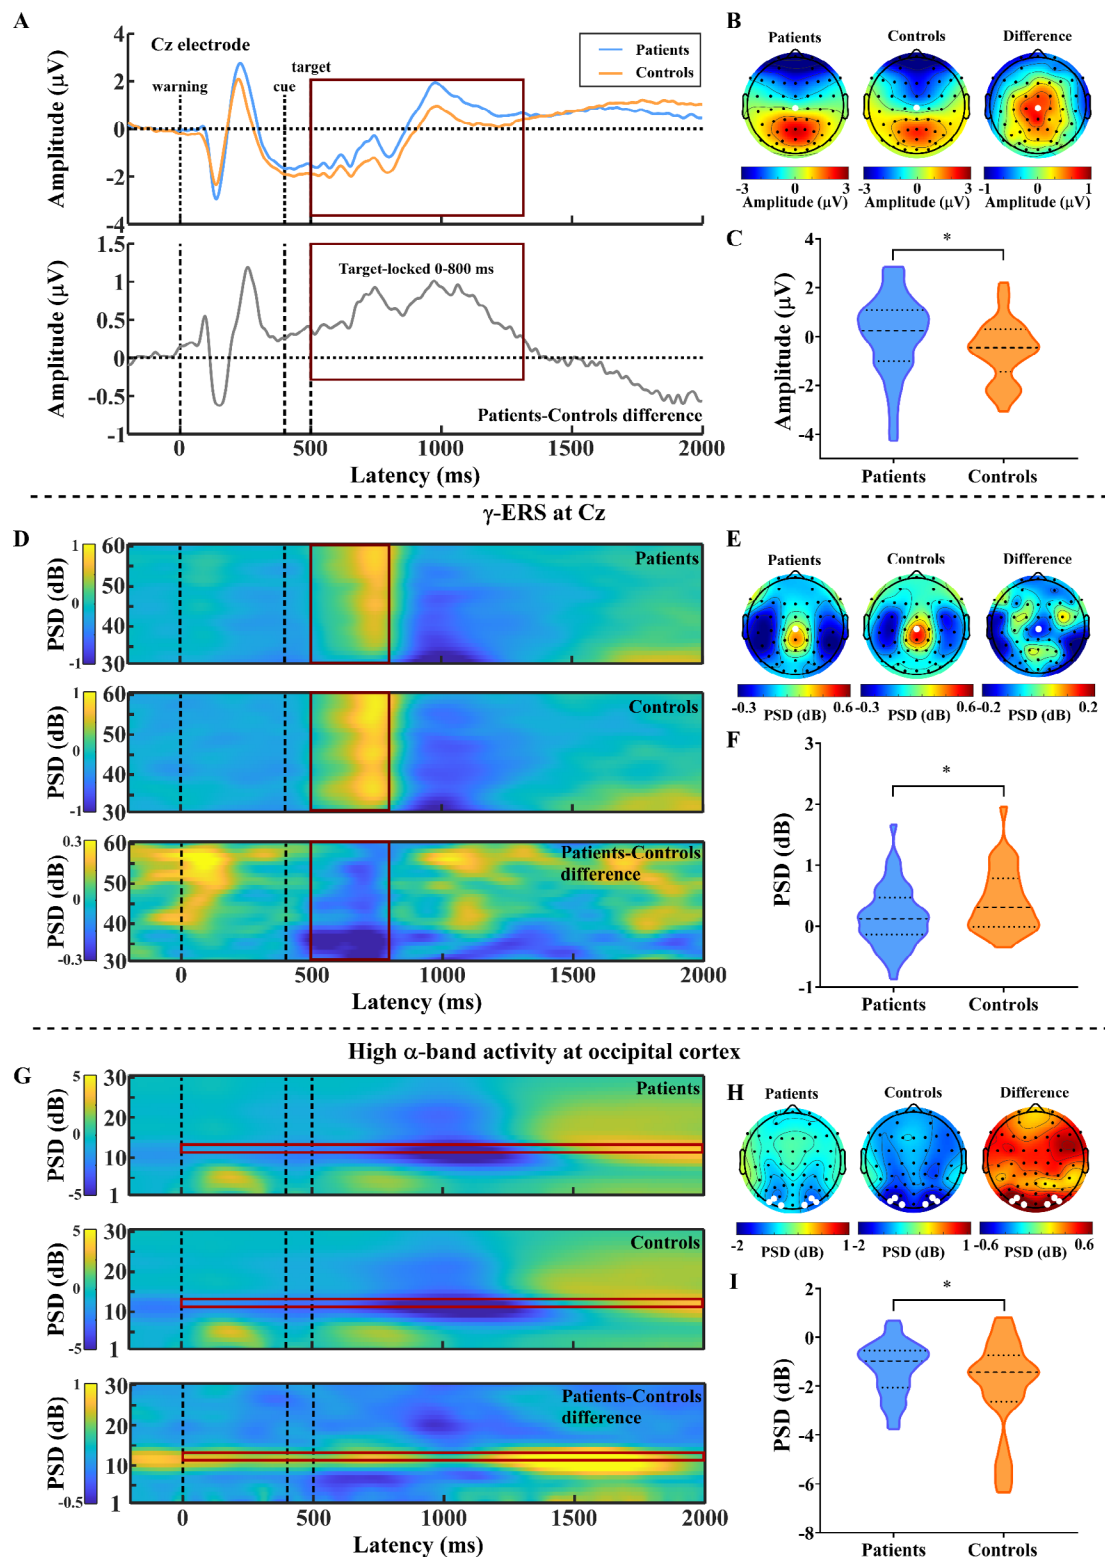 A
Amplitude (µV)
4
2
0
-2
-4
Cz electrode
warning
cue
target
Patients
Controls
Amplitude (µV)
1.5
1
0.5
0
-0.5
-1
Target-locked 0-800 ms
Patients-Controls difference
0
500
1000
1500
2000
Latency (ms)
B
Patients
Controls
Difference
-3 0 3
Amplitude (µV)
-3 0 3
Amplitude (µV)
-1 0 1
Amplitude (µV)
C
Amplitude (µV)
4
2
0
-2
-4
*
Patients
Controls
γ-ERS at Cz
D
PSD (dB)
1
0
-1
60
50
40
30
Patients
PSD (dB)
1
0
-1
60
50
40
30
Controls
PSD (dB)
0.3
0
-0.3
60
50
40
30
Patients-Controls
difference
0
500
1000
1500
2000
Latency (ms)
E
Patients
Controls
Difference
-0.3 PSD (dB) 0.6
-0.3 PSD (dB) 0.6
-0.2 PSD (dB) 0.2
F
PSD (dB)
3
2
1
0
-1
*
Patients
Controls
High α-band activity at occipital cortex
G
PSD (dB)
5
0
-5
30
20
10
1
Patients
PSD (dB)
5
0
-5
30
20
10
1
Controls
PSD (dB)
1
-0.5
30
20
10
1
Patients-Controls
difference
0
500
1000
1500
2000
Latency (ms)
H
Patients
Controls
Difference
-2 PSD (dB) 1
-2 PSD (dB) 1
-0.6 PSD (dB) 0.6
I
PSD (dB)
2
0
-2
-4
-6
-8
*
Patients
Controls